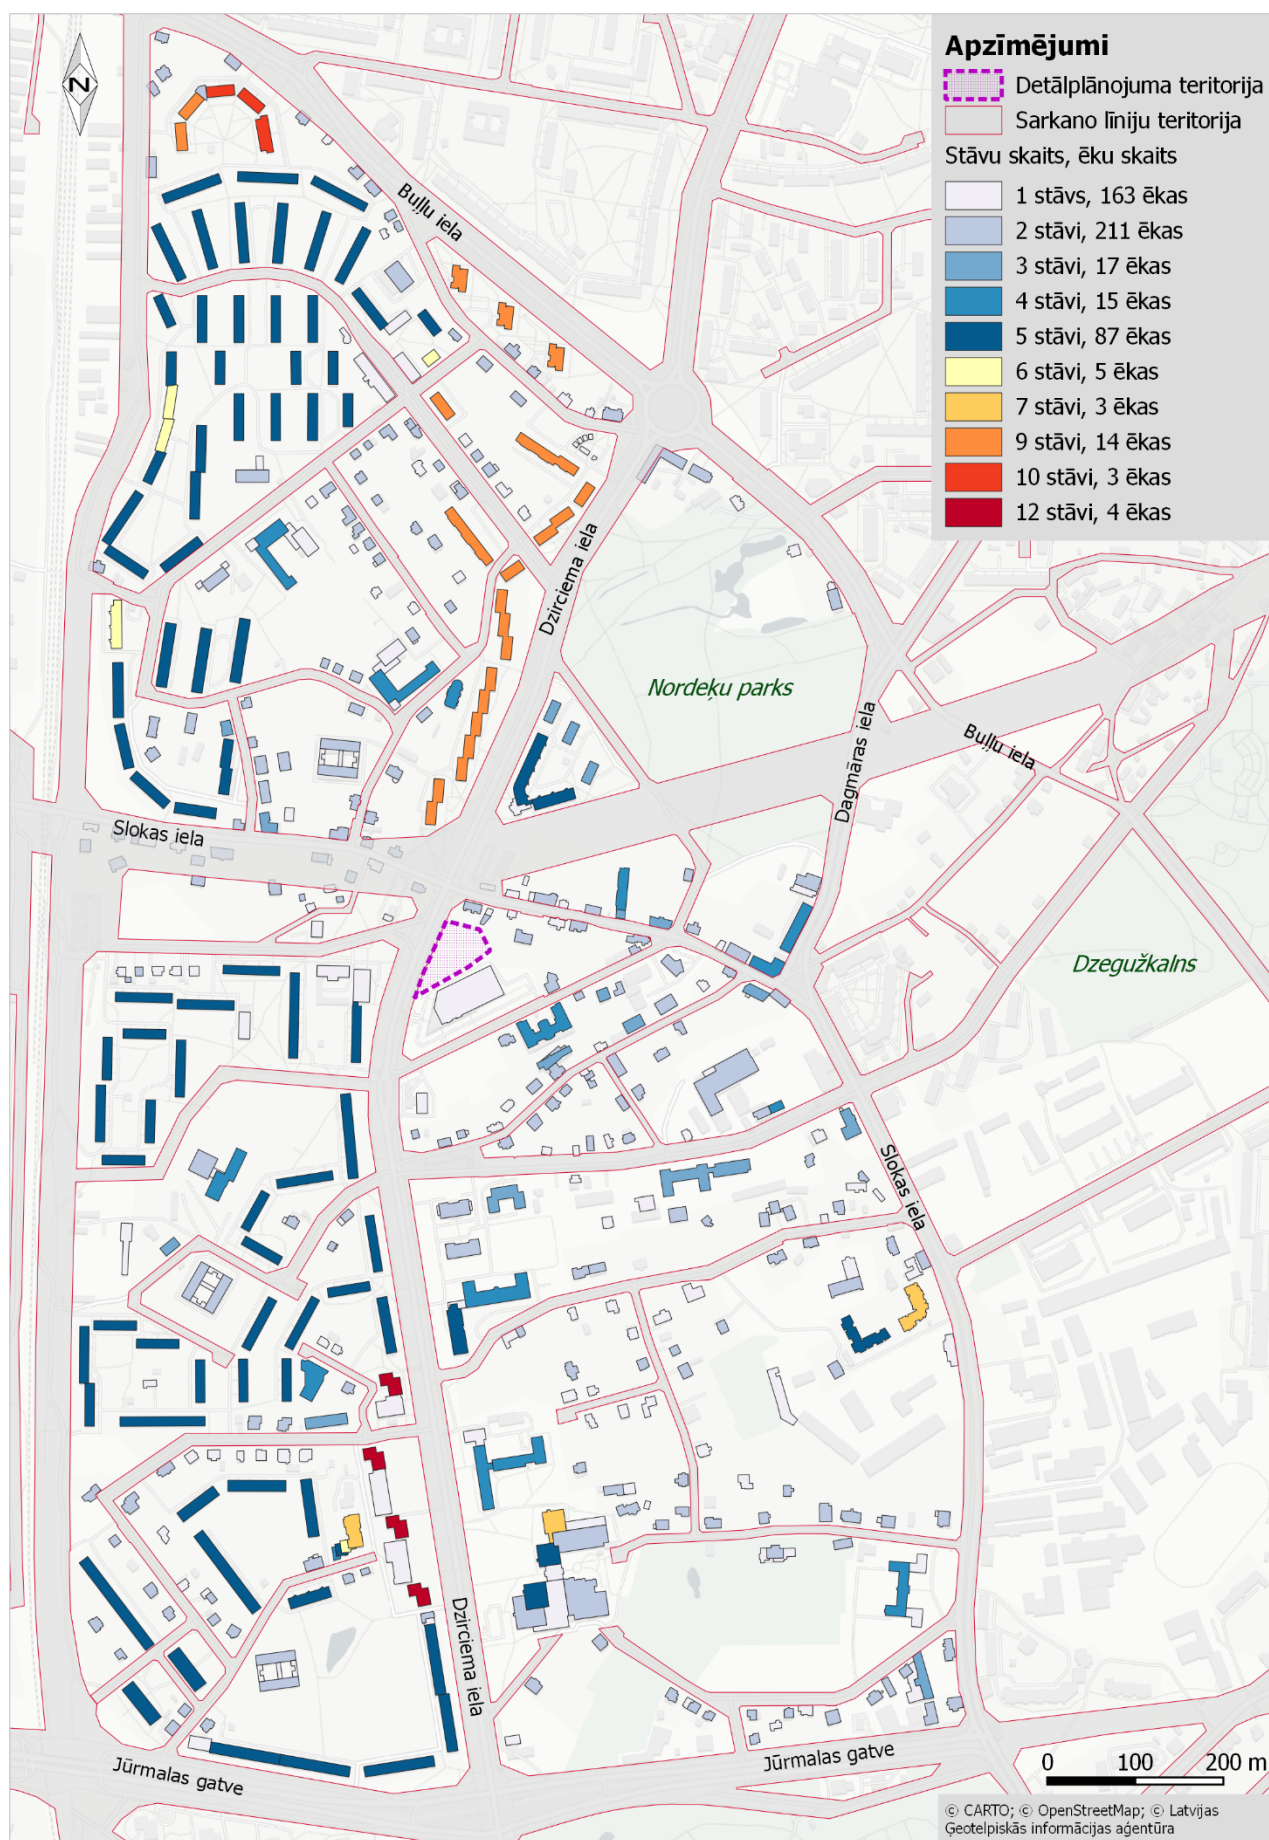 Apzīmējumi
Detālplānojuma teritorija
Sarkano līniju teritorija
Stāvu skaits, ēku skaits
1 stāvs, 163 ēkas
2 stāvi, 211 ēkas
3 stāvi, 17 ēkas
4 stāvi, 15 ēkas
5 stāvi, 87 ēkas
6 stāvi, 5 ēkas
7 stāvi, 3 ēkas
9 stāvi, 14 ēkas
10 stāvi, 3 ēkas
12 stāvi, 4 ēkas
N
Buļļu iela
Dzirciema iela
Nordeķu parks
Dagmāras iela
Buļļu iela
Slokas iela
Dzegužkalns
Slokas iela
Dzirciema iela
Jūrmalas gatve
Jūrmalas gatve
0 100 200 m
© CARTO; © OpenStreetMap; © Latvijas
Ģeotelpiskās informācijas aģentūra